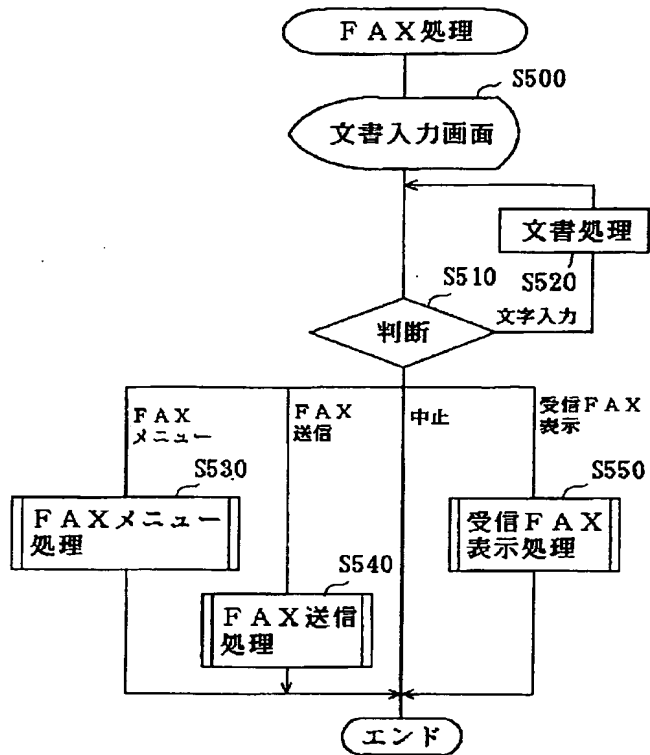 ＦＡＸ処理
S500
文書入力画面
文書処理
S520
S510
判断
文字入力
ＦＡＸ
メニュー
ＦＡＸ
送信
中止
受信ＦＡＸ
表示
S530
ＦＡＸメニュー
処理
S540
ＦＡＸ送信
処理
S550
受信ＦＡＸ
表示処理
エンド